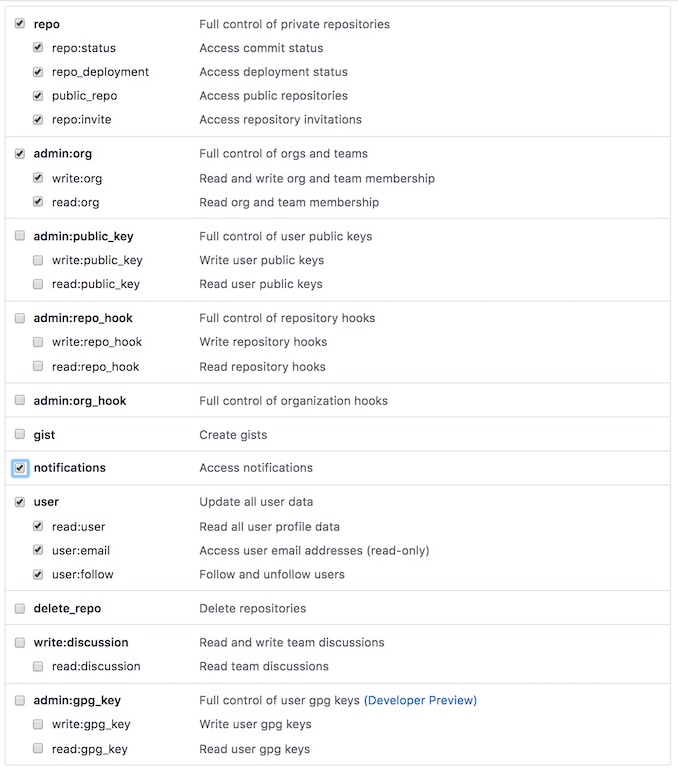 repo Full control of private repositories
repo:status Access commit status
repo_deployment Access deployment status
public_repo Access public repositories
repo:invite Access repository invitations
admin:org Full control of orgs and teams
write:org Read and write org and team membership
read:org Read org and team membership
admin:public_key Full control of user public keys
write:public_key Write user public keys
read:public_key Read user public keys
admin:repo_hook Full control of repository hooks
write:repo_hook Write repository hooks
read:repo_hook Read repository hooks
admin:org_hook Full control of organization hooks
gist Create gists
notifications Access notifications
user Update all user data
read:user Read all user profile data
user:email Access user email addresses (read-only)
user:follow Follow and unfollow users
delete_repo Delete repositories
write:discussion Read and write team discussions
read:discussion Read team discussions
admin:gpg_key Full control of user gpg keys (Developer Preview)
write:gpg_key Write user gpg keys
read:gpg_key Read user gpg keys